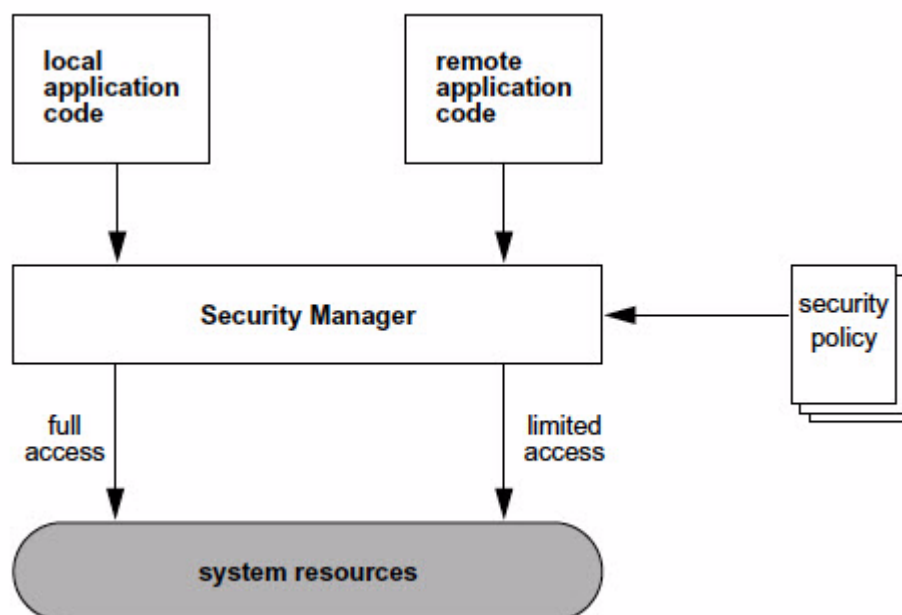 local
application
code
remote
application
code
Security Manager
security
policy
full
access
limited
access
system resources